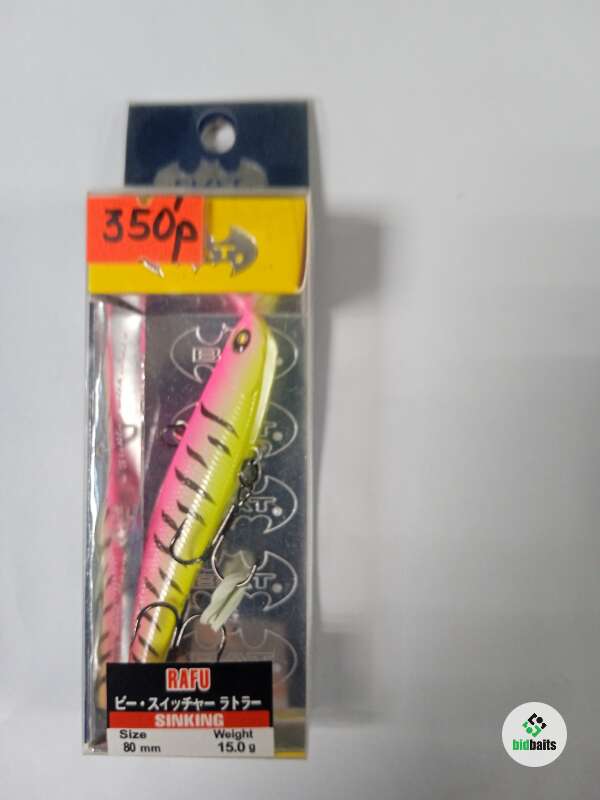 350р
RAFU
ビー・スイッチャー ラトラー
SINKING
Size Weight
80 mm 15.0 g
bidbaits